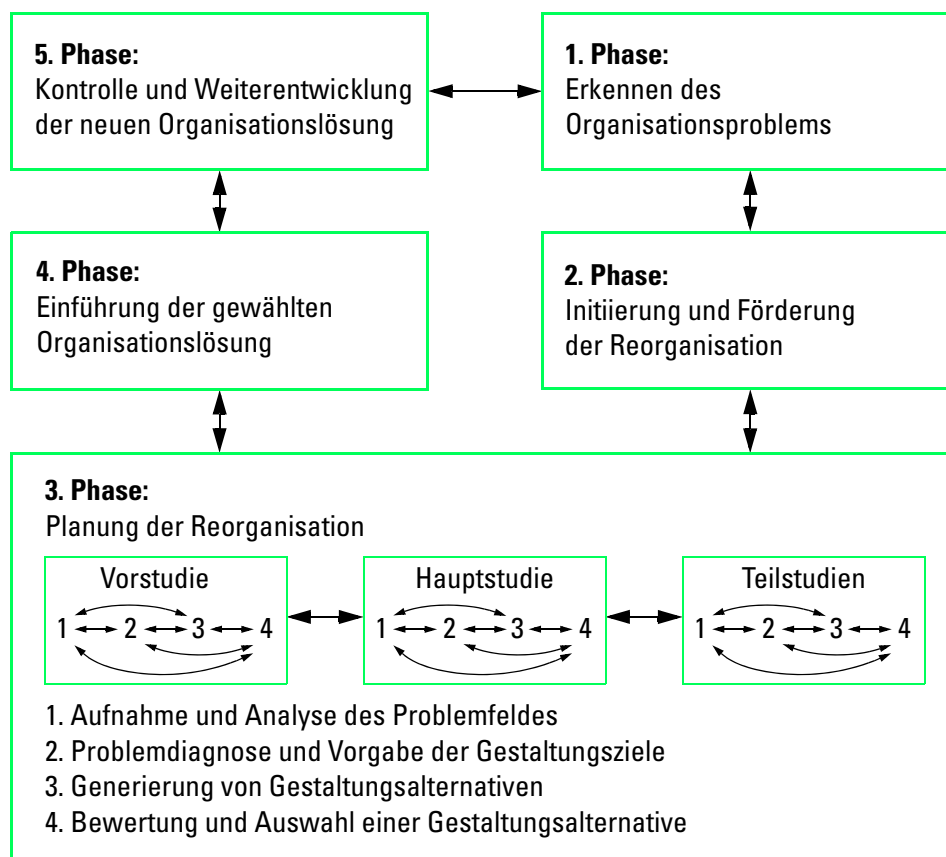 5. Phase:
Kontrolle und Weiterentwicklung
der neuen Organisationslösung
1. Phase:
Erkennen des
Organisationsproblems
4. Phase:
Einführung der gewählten
Organisationslösung
2. Phase:
Initiierung und Förderung
der Reorganisation
3. Phase:
Planung der Reorganisation
Vorstudie
1 2 3 4
Hauptstudie
1 2 3 4
Teilstudien
1 2 3 4
1. Aufnahme und Analyse des Problemfeldes
2. Problemdiagnose und Vorgabe der Gestaltungsziele
3. Generierung von Gestaltungsalternativen
4. Bewertung und Auswahl einer Gestaltungsalternative